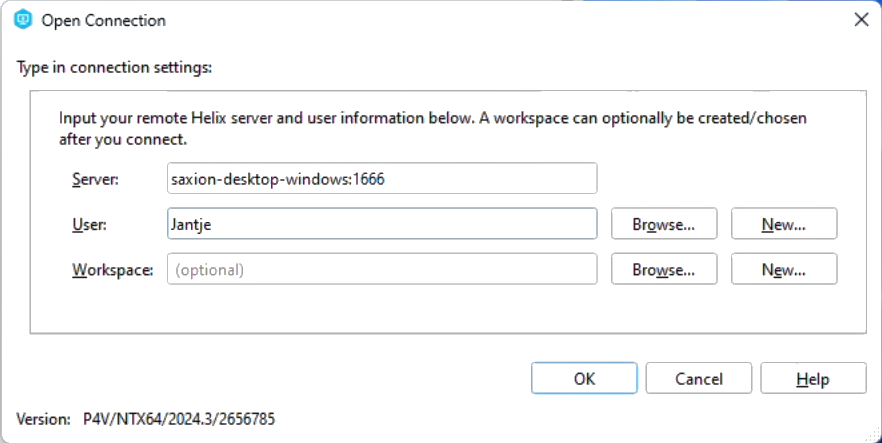 Open Connection
Type in connection settings:
Input your remote Helix server and user information below. A workspace can optionally be created/chosen
after you connect.
Server: saxion-desktop-windows:1666
User: Jantje Browse... New...
Workspace: (optional) Browse... New...
OK Cancel Help
Version: P4V/NTX64/2024.3/2656785